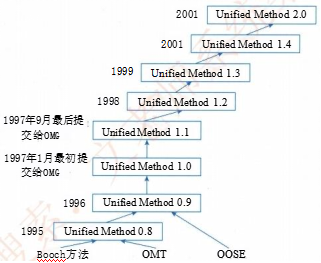 2001 Unified Method 2.0
2001 Unified Method 1.4
1999 Unified Method 1.3
1998 Unified Method 1.2
1997年9月最后提
交给OMG Unified Method 1.1
1997年1月最初提
交给OMG Unified Method 1.0
1996 Unified Method 0.9
1995 Unified Method 0.8
Booch方法 OMT OOSE